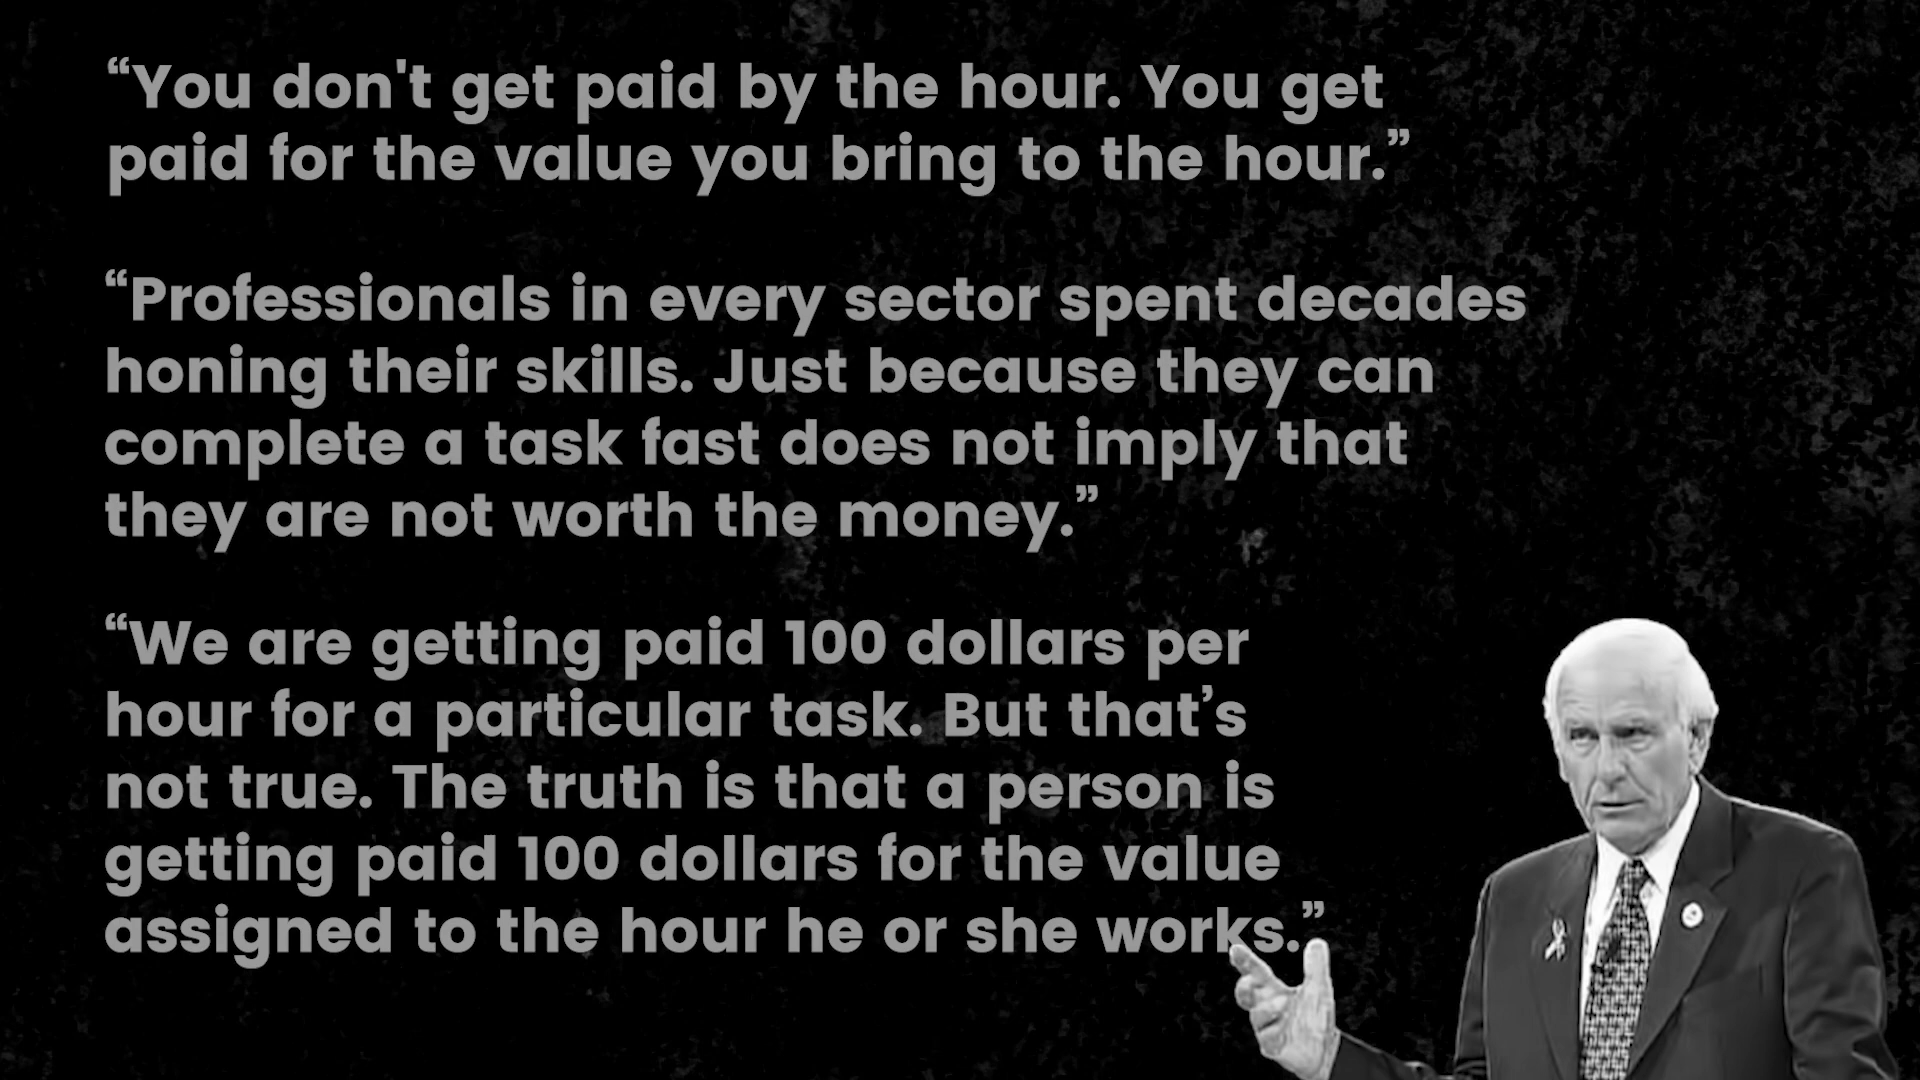 “You don't get paid by the hour. You get
paid for the value you bring to the hour.”
“Professionals in every sector spent decades
honing their skills. Just because they can
complete a task fast does not imply that
they are not worth the money.”
“We are getting paid 100 dollars per
hour for a particular task. But that’s
not true. The truth is that a person is
getting paid 100 dollars for the value
assigned to the hour he or she works.”